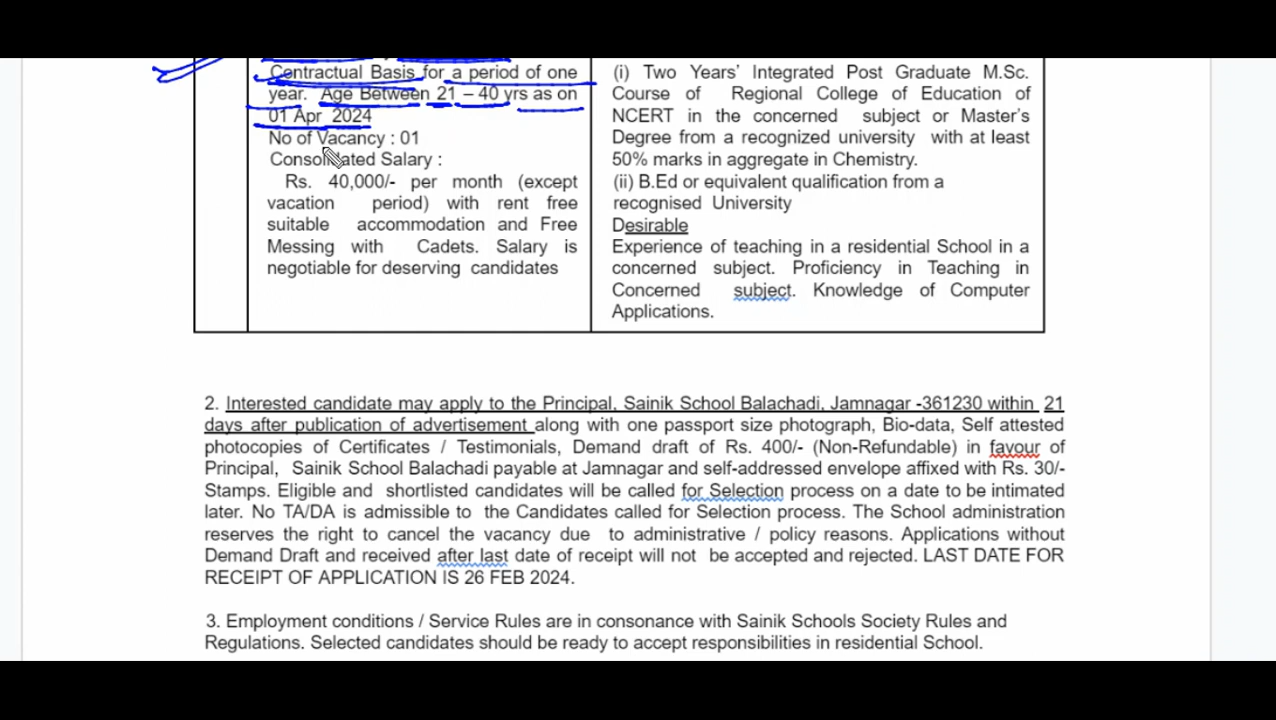 Contractual Basis for a period of one
year. Age Between 21 – 40 yrs as on
01 Apr 2024
No of Vacancy : 01
Consolidated Salary :
Rs. 40,000/- per month (except
vacation period) with rent free
suitable accommodation and Free
Messing with Cadets. Salary is
negotiable for deserving candidates
(i) Two Years' Integrated Post Graduate M.Sc.
Course of Regional College of Education of
NCERT in the concerned subject or Master's
Degree from a recognized university with at least
50% marks in aggregate in Chemistry.
(ii) B.Ed or equivalent qualification from a
recognised University
Desirable
Experience of teaching in a residential School in a
concerned subject. Proficiency in Teaching in
Concerned subject. Knowledge of Computer
Applications.
2. Interested candidate may apply to the Principal, Sainik School Balachadi, Jamnagar -361230 within 21
days after publication of advertisement along with one passport size photograph, Bio-data, Self attested
photocopies of Certificates / Testimonials, Demand draft of Rs. 400/- (Non-Refundable) in favour of
Principal, Sainik School Balachadi payable at Jamnagar and self-addressed envelope affixed with Rs. 30/-
Stamps. Eligible and shortlisted candidates will be called for Selection process on a date to be intimated
later. No TA/DA is admissible to the Candidates called for Selection process. The School administration
reserves the right to cancel the vacancy due to administrative / policy reasons. Applications without
Demand Draft and received after last date of receipt will not be accepted and rejected. LAST DATE FOR
RECEIPT OF APPLICATION IS 26 FEB 2024.
3. Employment conditions / Service Rules are in consonance with Sainik Schools Society Rules and
Regulations. Selected candidates should be ready to accept responsibilities in residential School.